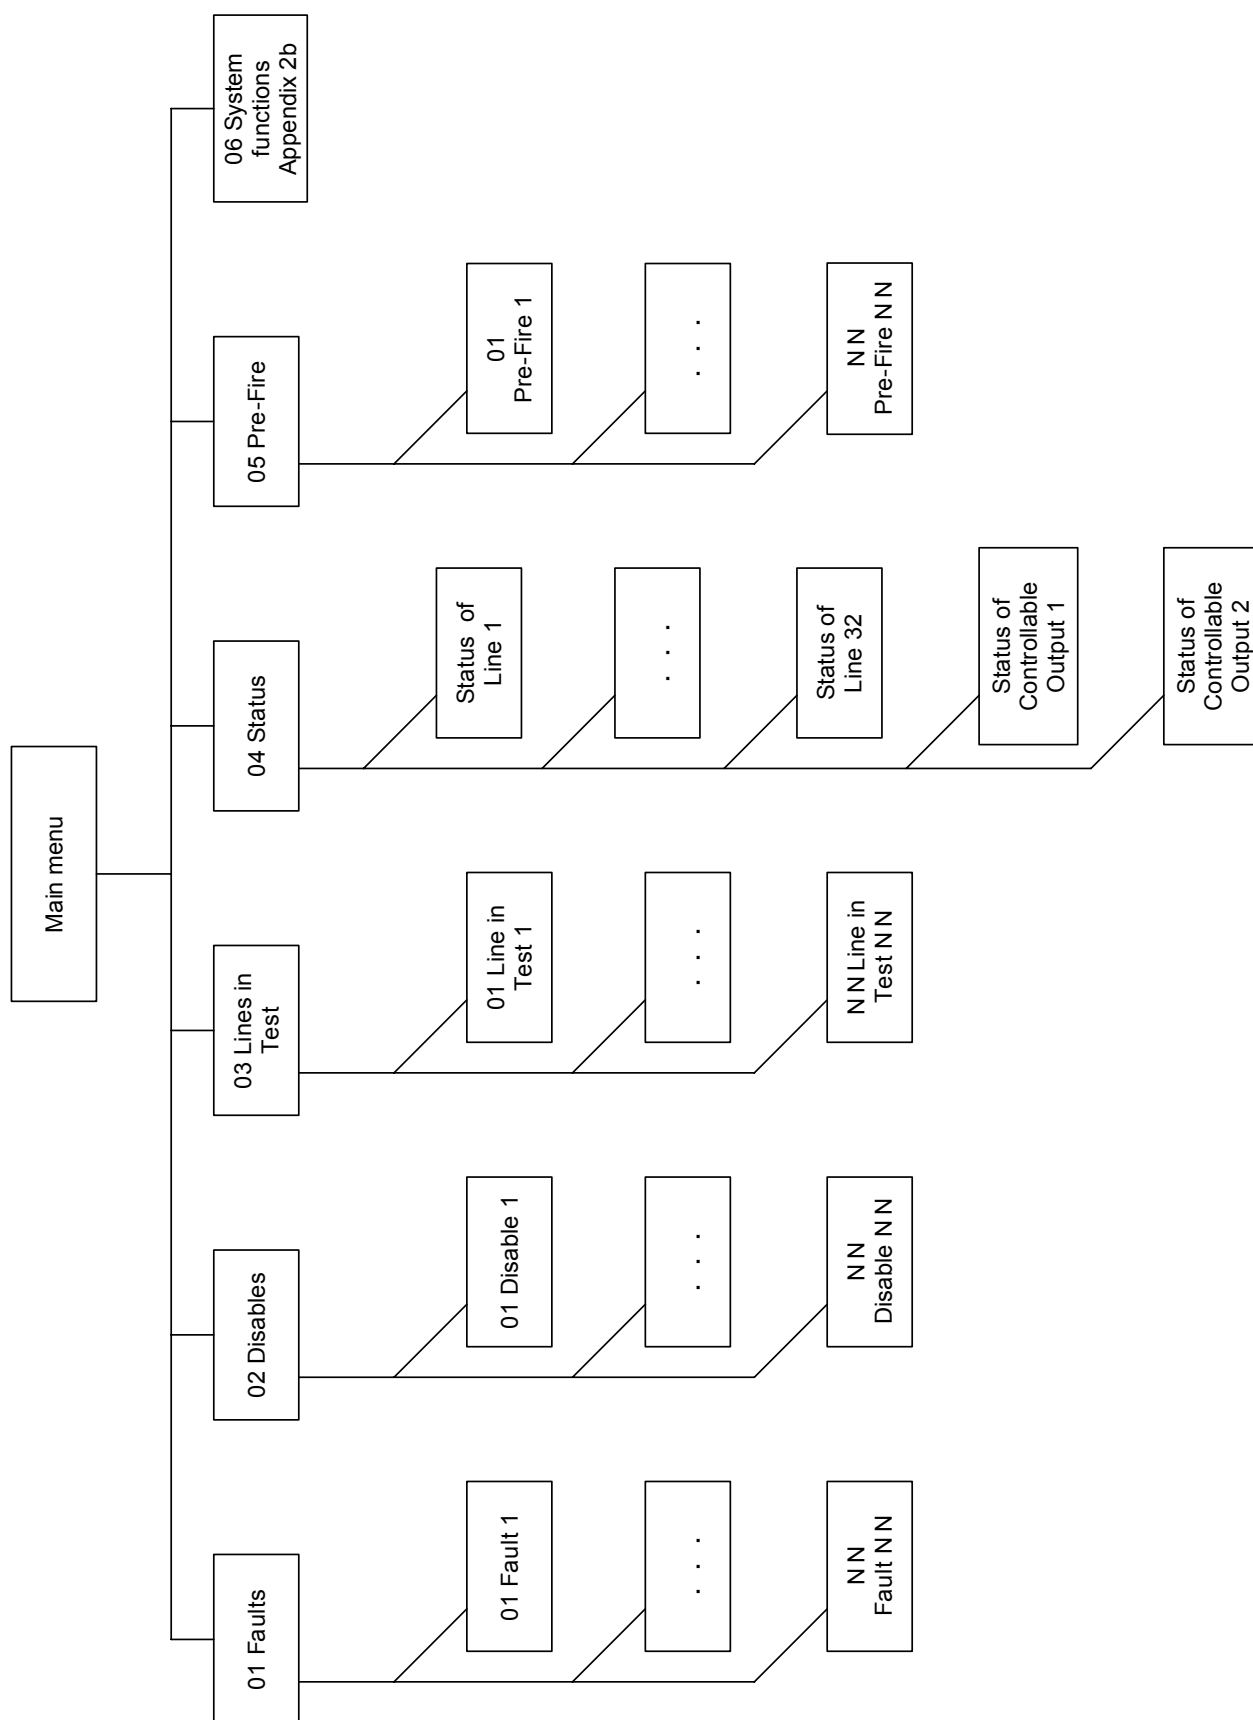 Main menu
01 Faults
02 Disables
03 Lines in
Test
04 Status
05 Pre-Fire
06 System
functions
Appendix 2b
01 Fault 1
. . .
N N
Fault N N
01 Disable 1
. . .
N N
Disable N N
01 Line in
Test 1
. . .
N N Line in
Test N N
Status of
Line 1
. . .
Status of
Line 32
Status of
Controllable
Output 1
Status of
Controllable
Output 2
01
Pre-Fire 1
. . .
N N
Pre-Fire N N